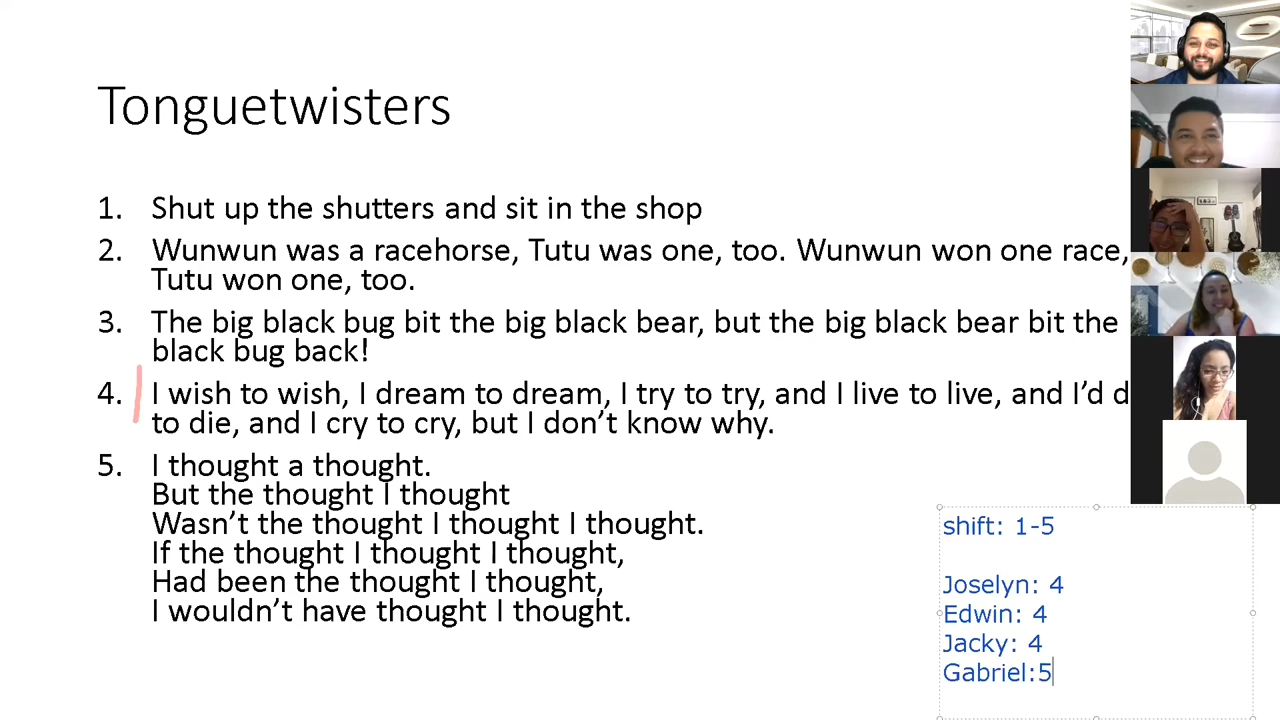 Tonguetwisters
1. Shut up the shutters and sit in the shop
2. Wunwun was a racehorse, Tutu was one, too. Wunwun won one race,
Tutu won one, too.
3. The big black bug bit the big black bear, but the big black bear bit the
black bug back!
4. I wish to wish, I dream to dream, I try to try, and I live to live, and I’d d
to die, and I cry to cry, but I don’t know why.
5. I thought a thought.
But the thought I thought
Wasn’t the thought I thought I thought.
If the thought I thought I thought,
Had been the thought I thought,
I wouldn’t have thought I thought.
shift: 1-5
Joselyn: 4
Edwin: 4
Jacky: 4
Gabriel:5